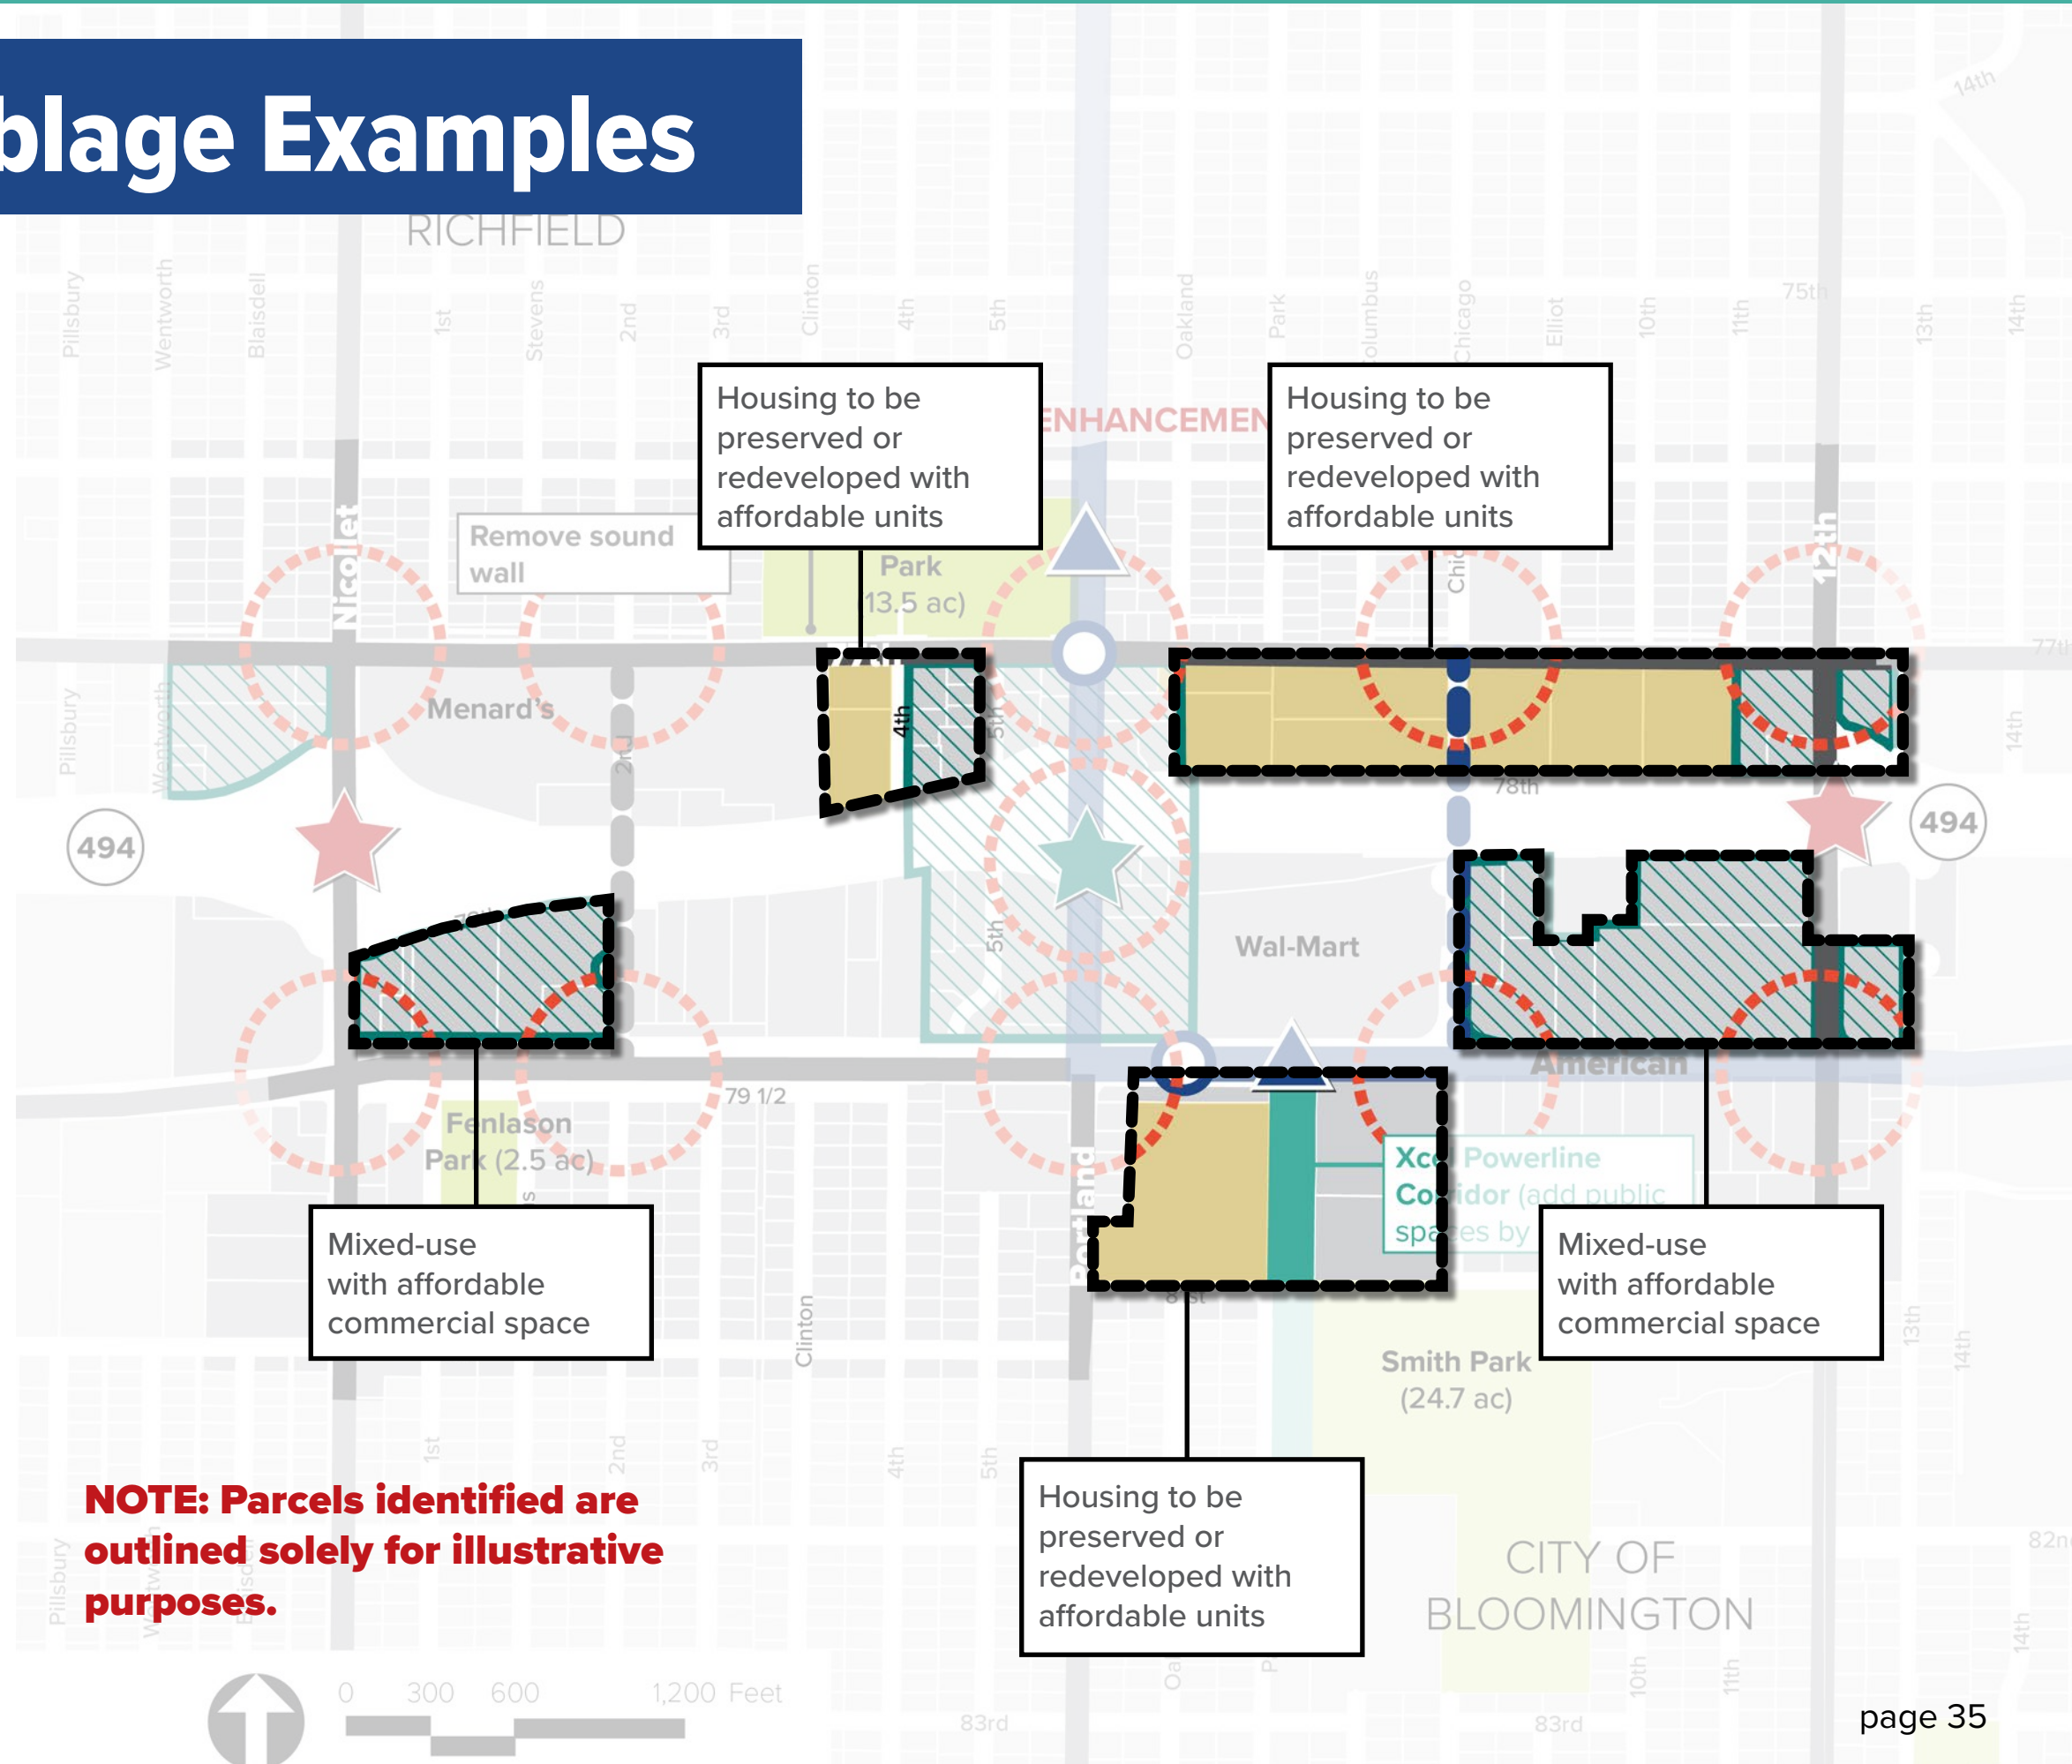 blage Examples
RICHFIELD
14th
75th
Pillsbury
Wentworth
Blaisdell
1st
Stevens
2nd
3rd
Clinton
4th
5th
Oakland
Park
Chicago
Elliot
10th
11th
13th
14th
Housing to be
preserved or
redeveloped with
affordable units
Housing to be
preserved or
redeveloped with
affordable units
Nicollet
Remove sound
wall
Park
13.5 ac)
12th
77th
Pillsbury
Wentworth
Menard's
4th
5th
14th
78th
494
494
5th
Wal-Mart
American
79 1/2
Fenlason
Park (2.5 ac)
Portland
Powerline
(add public
Mixed-use
with affordable
commercial space
Mixed-use
with affordable
commercial space
Clinton
13th
14th
Smith Park
(24.7 ac)
1st
2nd
3rd
4th
5th
NOTE: Parcels identified are
outlined solely for illustrative
purposes.
Pillsbury
Housing to be
preserved or
redeveloped with
affordable units
CITY OF
BLOOMINGTON
10th
11th
14th
0 300 600 1,200 Feet
83rd
83rd
page 35